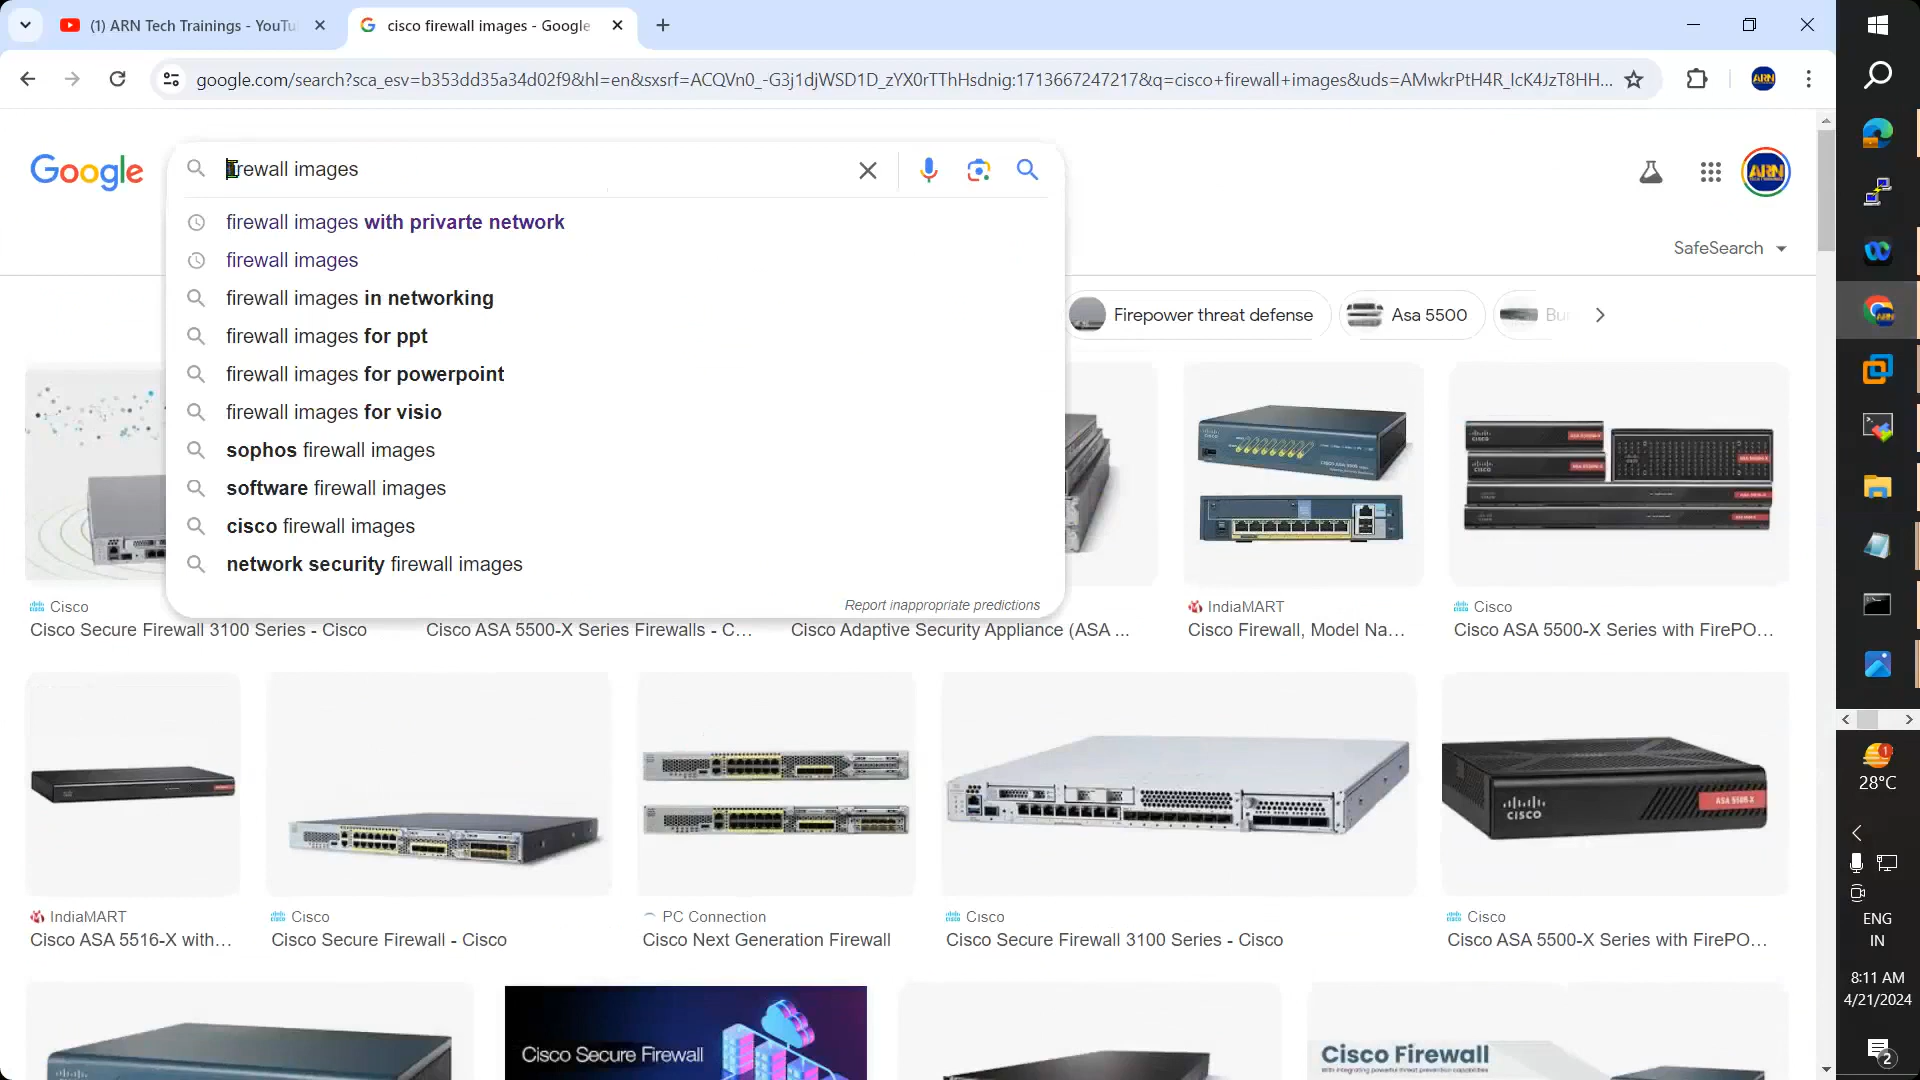 (1) ARN Tech Trainings - YouTu
cisco firewall images - Google
google.com/search?sca_esv=b353dd35a34d02f9&hl=en&sxsrf=ACQVn0_-G3j1djWSD1D_zYX0rTThHsdnig:1713667247217&q=cisco+firewall+images&uds=AMwkrPtH4R_IcK4JzT8HH...
ARN
Google
firewall images
ARN
firewall images with privarte network
firewall images
firewall images in networking
firewall images for ppt
firewall images for powerpoint
firewall images for visio
sophos firewall images
software firewall images
cisco firewall images
network security firewall images
Report inappropriate predictions
SafeSearch
Firepower threat defense
Asa 5500
Bu
Cisco
Cisco Secure Firewall 3100 Series - Cisco
Cisco ASA 5500-X Series Firewalls - C...
Cisco Adaptive Security Appliance (ASA ...
IndiaMART
Cisco Firewall, Model Na...
Cisco
Cisco ASA 5500-X Series with FirePO...
CISCO
IndiaMART
Cisco ASA 5516-X with...
Cisco
Cisco Secure Firewall - Cisco
PC Connection
Cisco Next Generation Firewall
Cisco
Cisco Secure Firewall 3100 Series - Cisco
Cisco
Cisco ASA 5500-X Series with FirePO...
Cisco Secure Firewall
Cisco Firewall
28°C
ENG
IN
8:11 AM
4/21/2024
2